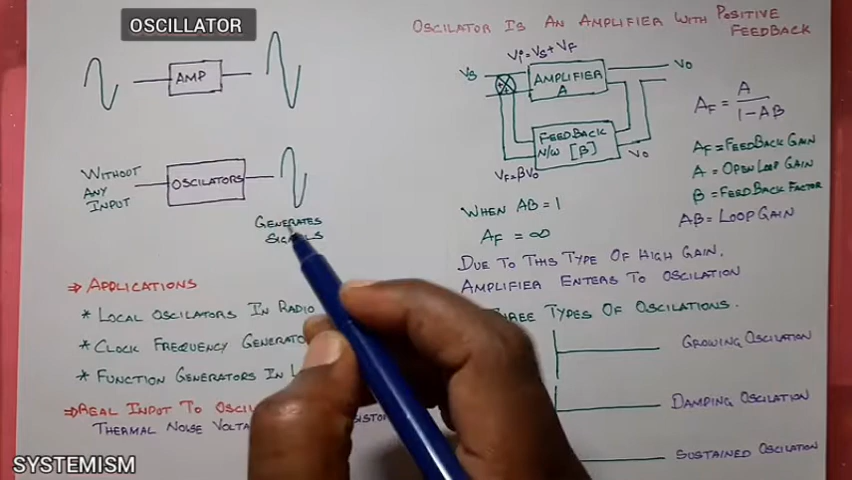 OSCILLATOR
AMP
WITHOUT
ANY
INPUT
OSCILATORS
GENERATES
⇒ APPLICATIONS
* LOCAL OSCILATORS IN RADIO
* CLOCK FREQUENCY
* FUNCTION GENERATORS IN
⇒ REAL INPUT TO
THERMAL NOISE
OSCILATOR IS AN AMPLIFIER WITH POSITIVE
FEEDBACK
Vi = VS + VF
VS
AMPLIFIER
A
VO
FEEDBACK
N/W [β]
VO
VF = βVO
AF = A / 1 - Aβ
AF = FEEDBACK GAIN
A = OPEN LOOP GAIN
β = FEEDBACK FACTOR
Aβ = LOOP GAIN
WHEN AB = 1
AF = ∞
DUE TO THIS TYPE OF HIGH GAIN.
AMPLIFIER ENTERS TO OSCILATION
TYPES OF OSCILATIONS.
GROWING OSCILATION
DAMPING OSCILATION
SUSTAINED OSCILATION
SYSTEMISM